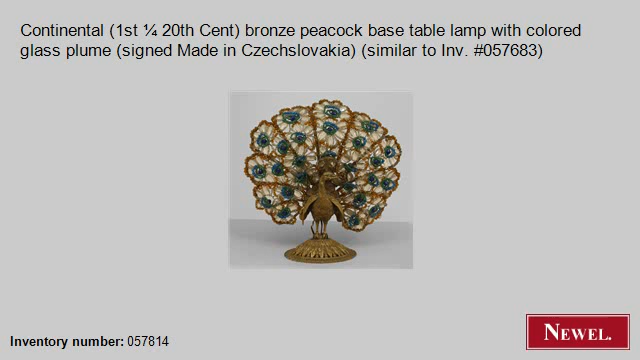 Continental (1st ¼ 20th Cent) bronze peacock base table lamp with colored
glass plume (signed Made in Czechslovakia) (similar to Inv. #057683)
Inventory number: 057814
NEWEL.